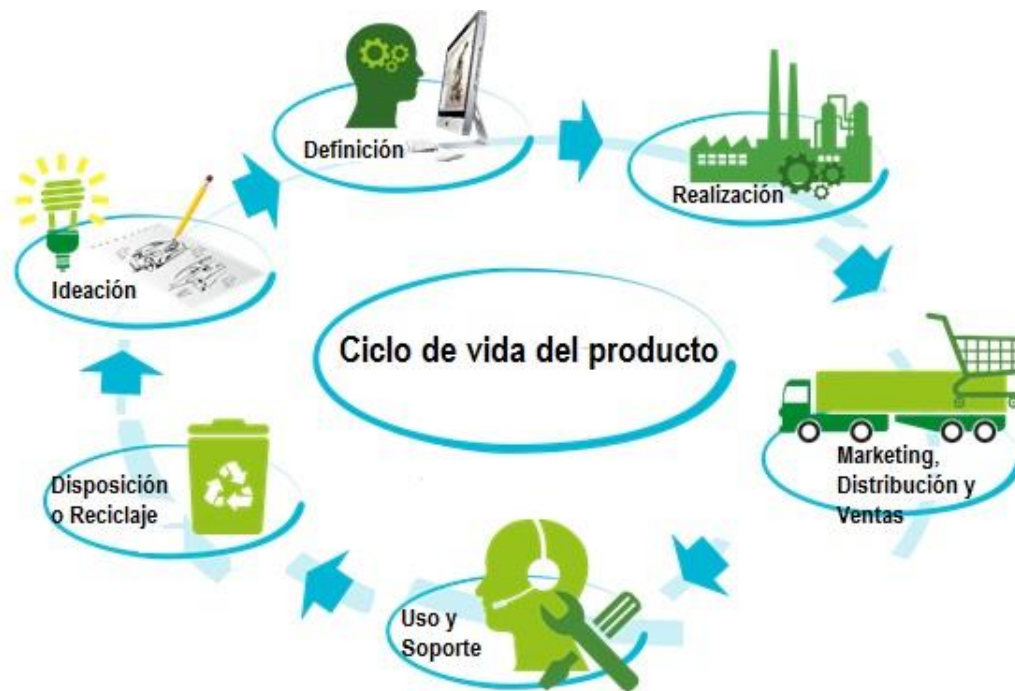 Definición
Realización
Ideación
Ciclo de vida del producto
Marketing,
Distribución y
Ventas
Disposición
o Reciclaje
Uso y
Soporte